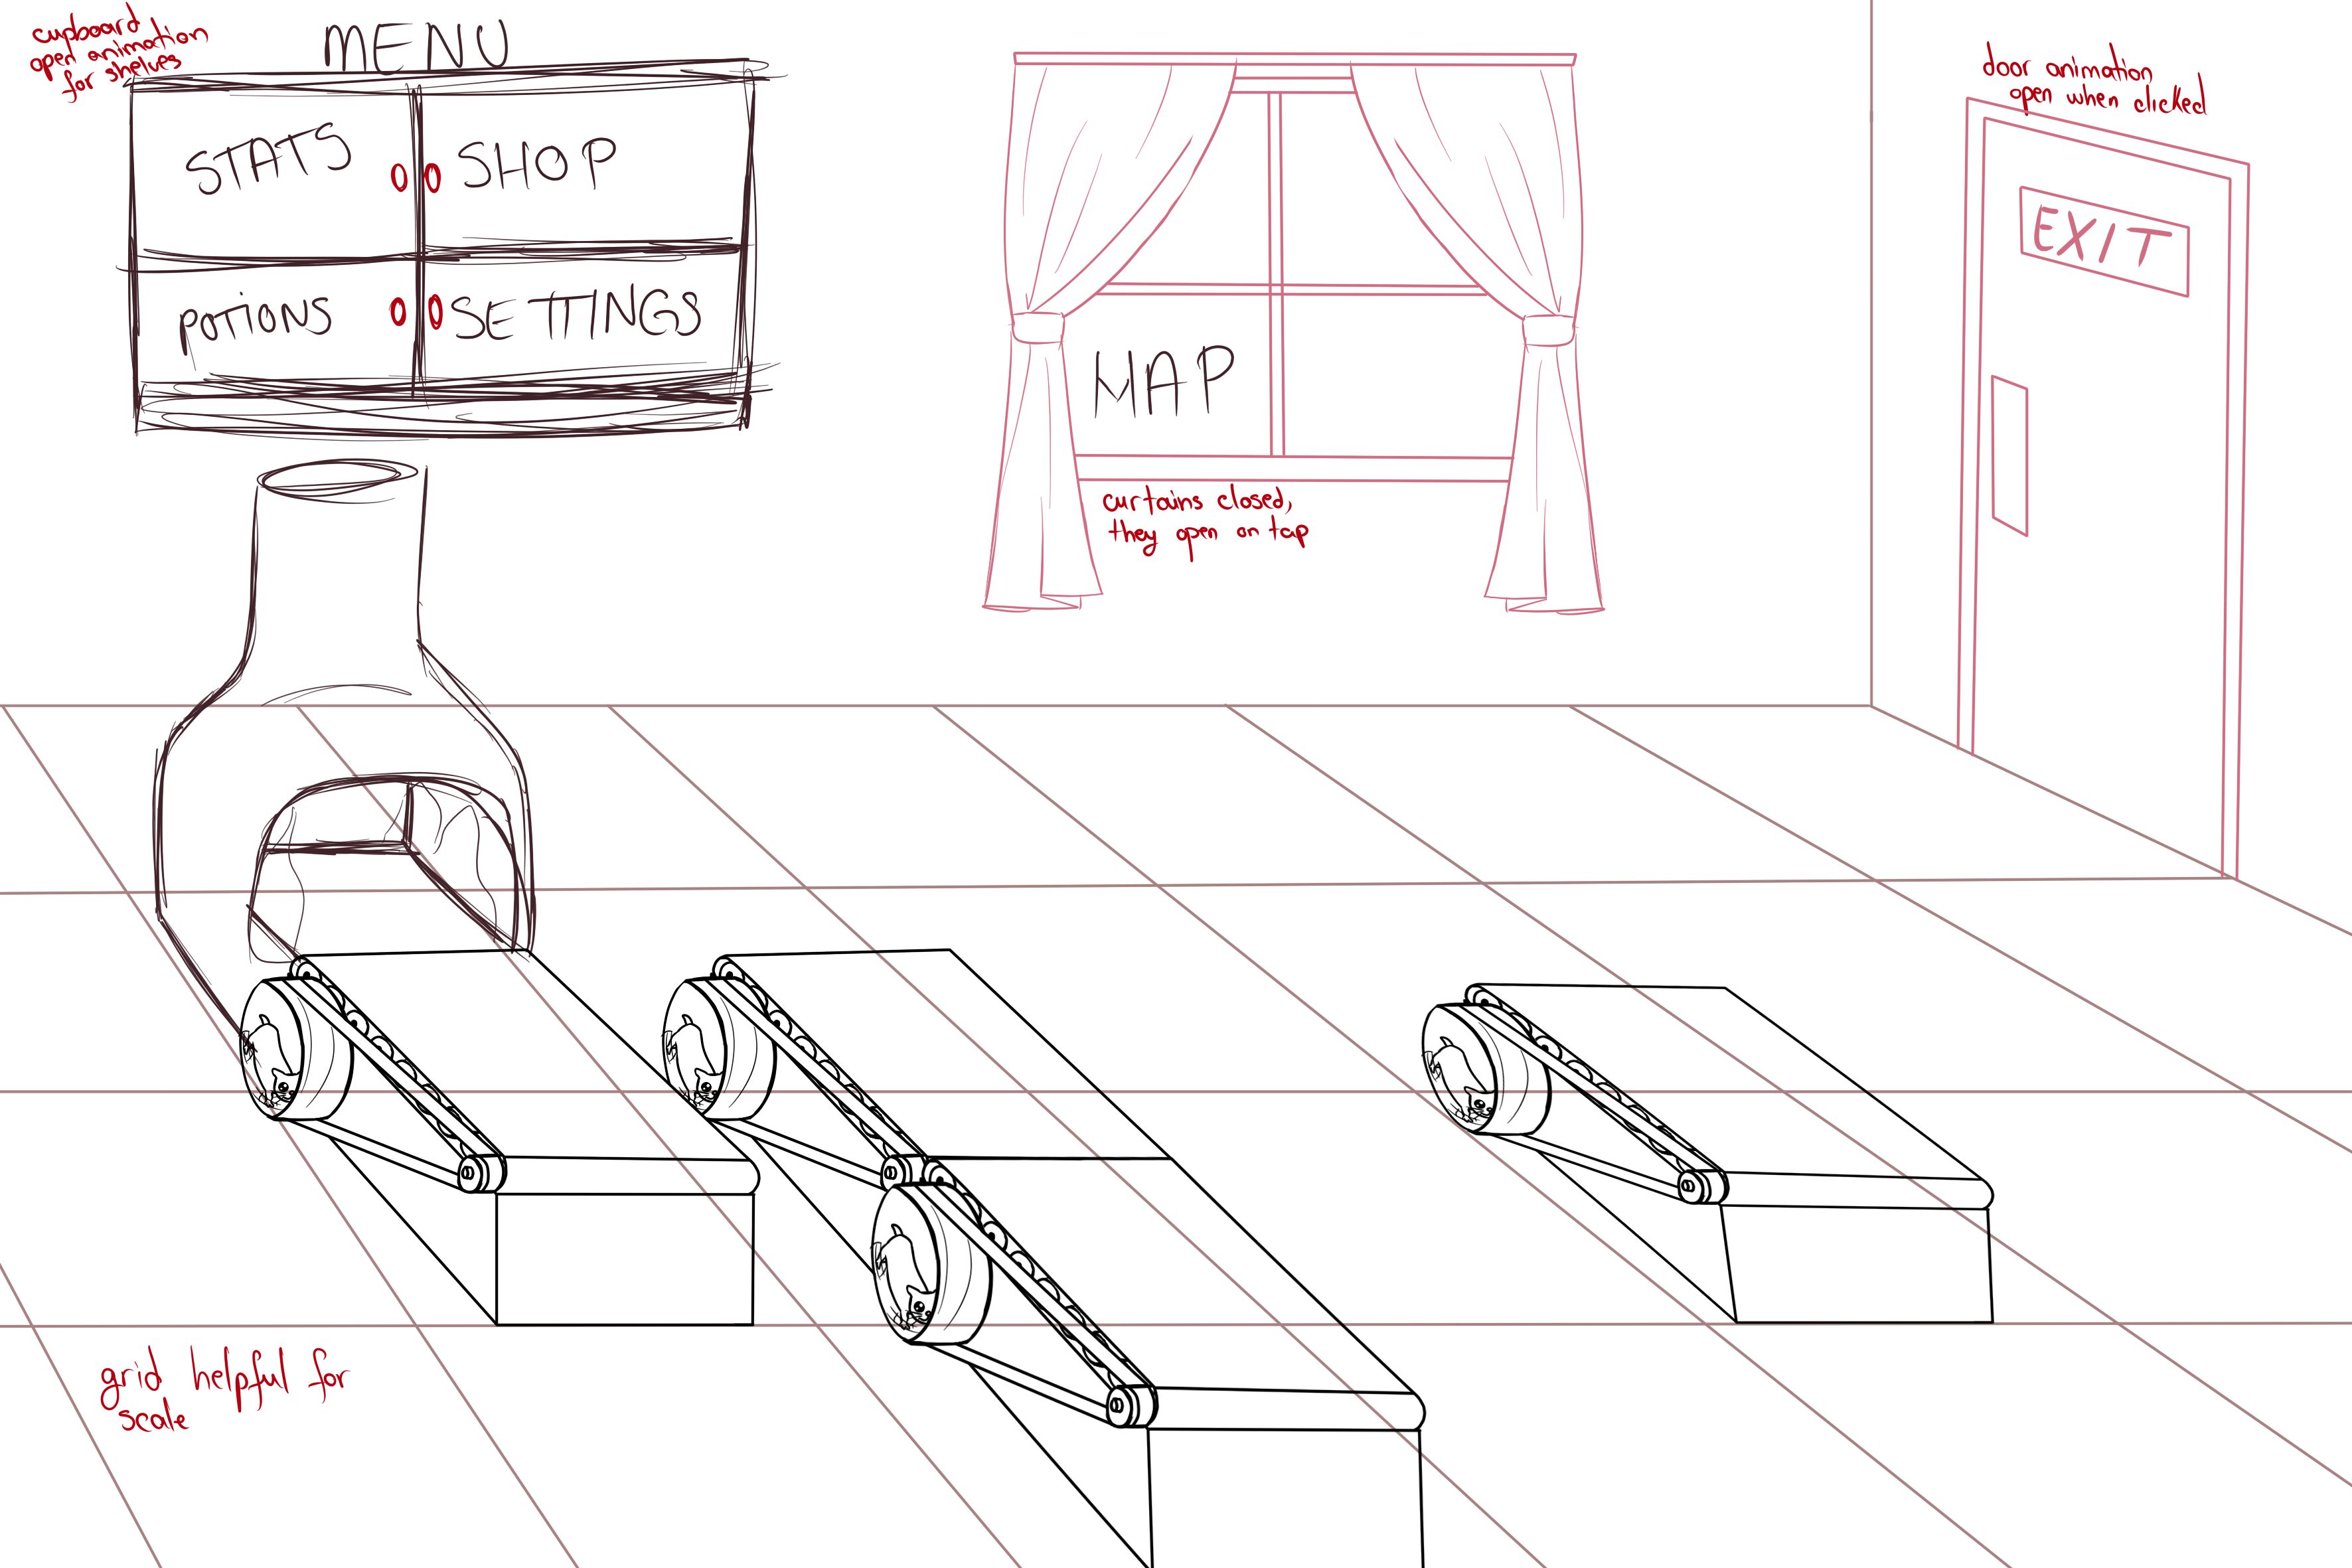 cupboard
open animation
for shelves
MENU
STATS
SHOP
POTIONS
SETTINGS
MAP
curtains closed,
they open on tap
door animation
open when clicked
EXIT
grid helpful for
scale